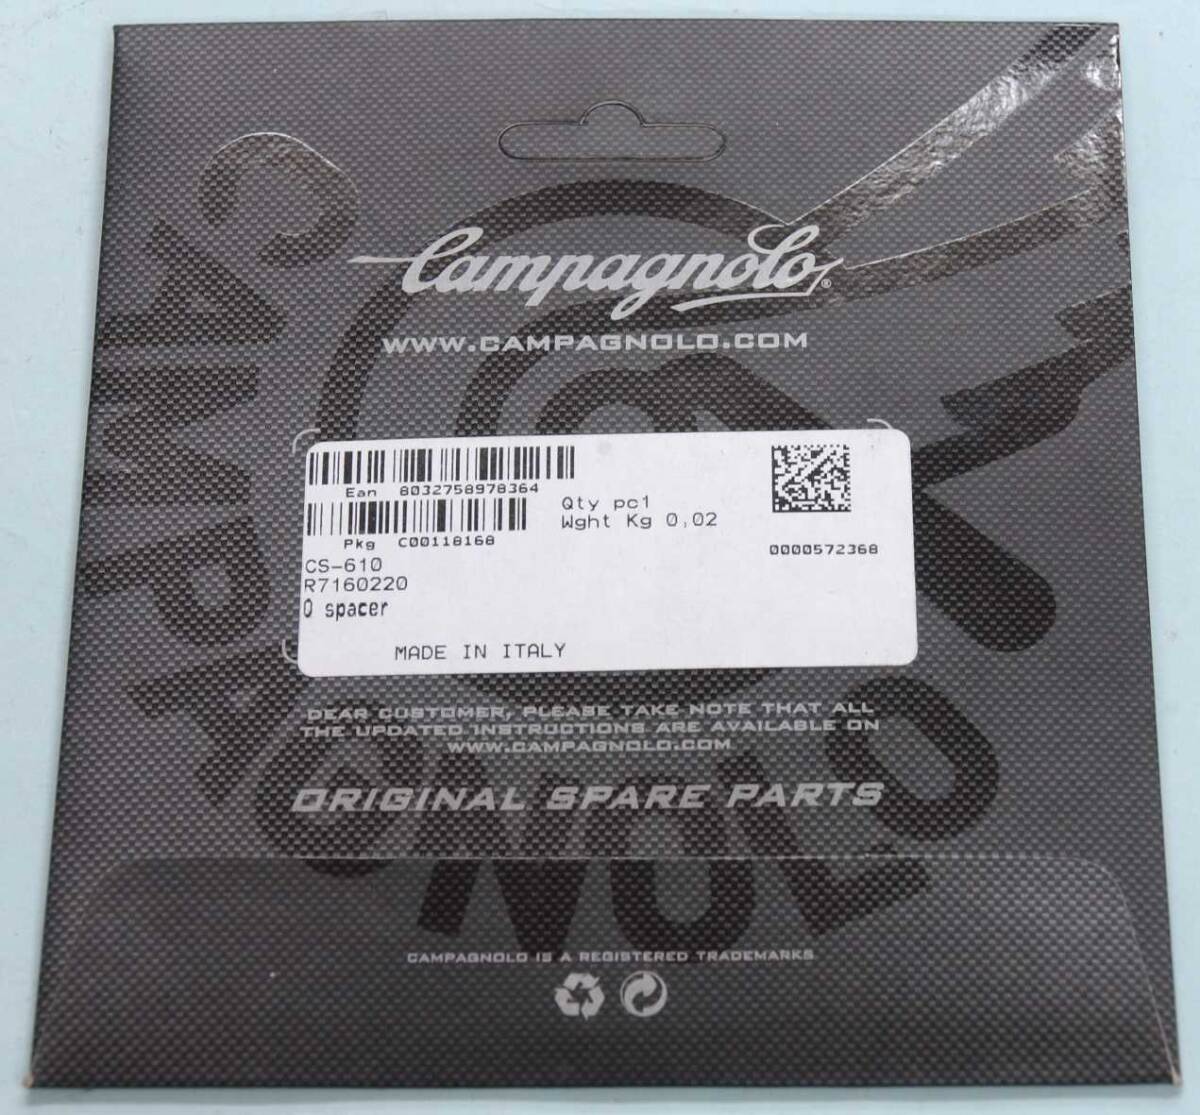 Campagnolo®
WWW.CAMPAGNOLO.COM
Ean 8032758978364
Pkg C00118168
Qty pc1
Wght Kg 0,02
0000572368
CS-610
R7160220
Q spacer
MADE IN ITALY
DEAR CUSTOMER, PLEASE TAKE NOTE THAT ALL
THE UPDATED INSTRUCTIONS ARE AVAILABLE ON
WWW.CAMPAGNOLO.COM
ORIGINAL SPARE PARTS
CAMPAGNOLO
CAMPAGNOLO IS A REGISTERED TRADEMARKS